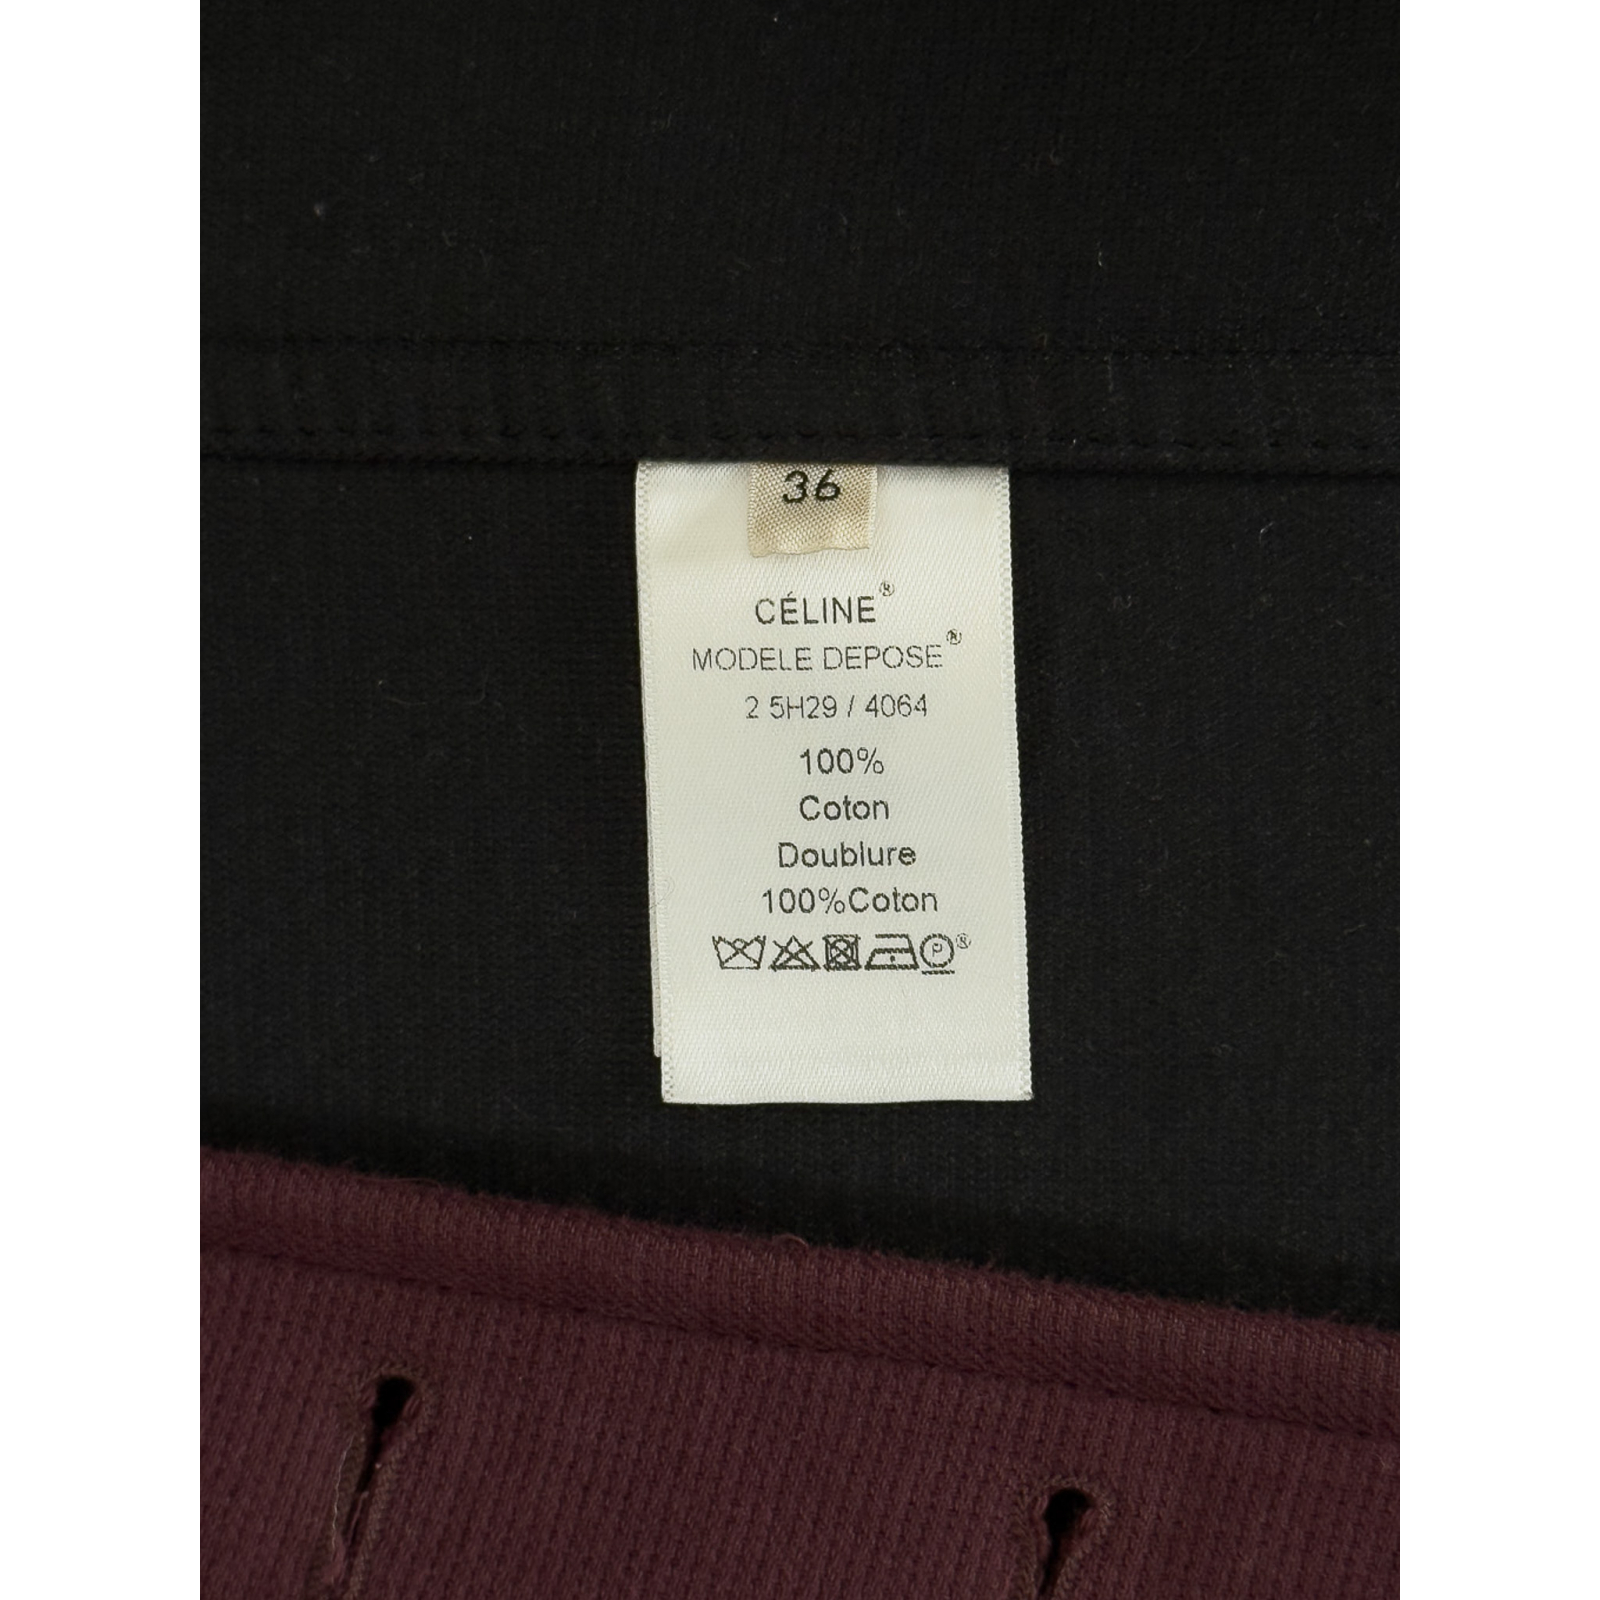 36
CÉLINE®
MODELE DEPOSE®
2 5H29 / 4064
100%
Coton
Doublure
100%Coton
P®